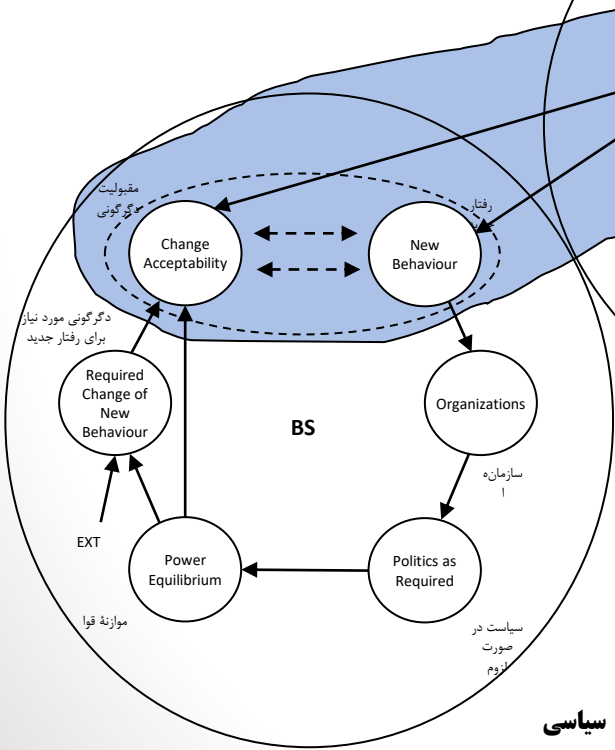 مقبولیت
دگرگونی
Change
Acceptability
رفتار
New
Behaviour
دگرگونی مورد نیاز
برای رفتار جدید
Required
Change of
New
Behaviour
BS
Organizations
سازمان‌ه
ا
EXT
Power
Equilibrium
Politics as
Required
موازنهٔ قوا
سیاست در
صورت
لزوم
سیاسی